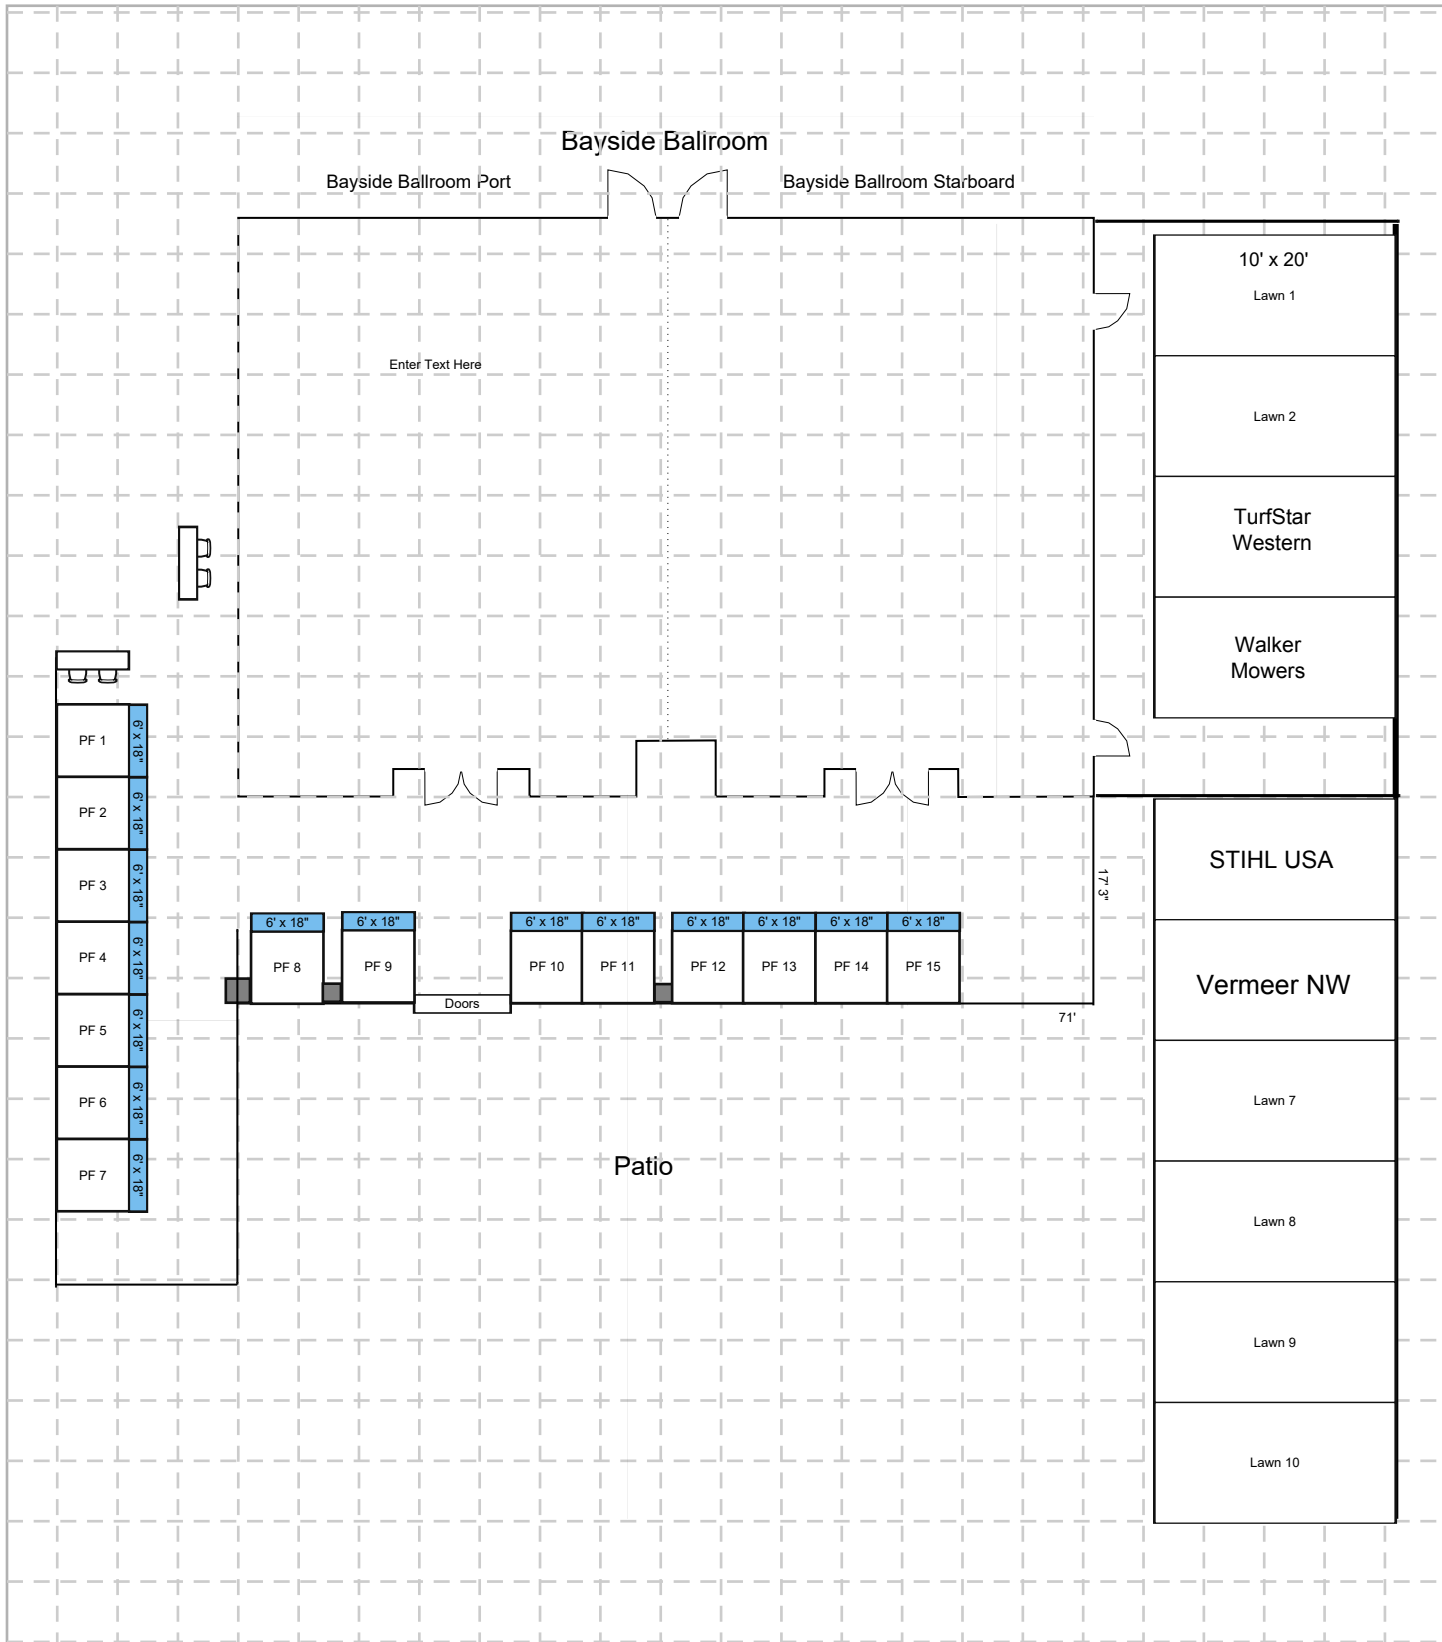 Bayside Ballroom
Bayside Ballroom Port
Bayside Ballroom Starboard
Enter Text Here
10' x 20'
Lawn 1
Lawn 2
TurfStar
Western
Walker
Mowers
PF 1
6' x 18"
PF 2
6' x 18"
PF 3
6' x 18"
PF 4
6' x 18"
PF 5
6' x 18"
PF 6
6' x 18"
PF 7
6' x 18"
6' x 18"
PF 8
6' x 18"
PF 9
Doors
6' x 18"
PF 10
6' x 18"
PF 11
6' x 18"
PF 12
6' x 18"
PF 13
6' x 18"
PF 14
6' x 18"
PF 15
17' 3"
71'
Patio
STIHL USA
Vermeer NW
Lawn 7
Lawn 8
Lawn 9
Lawn 10